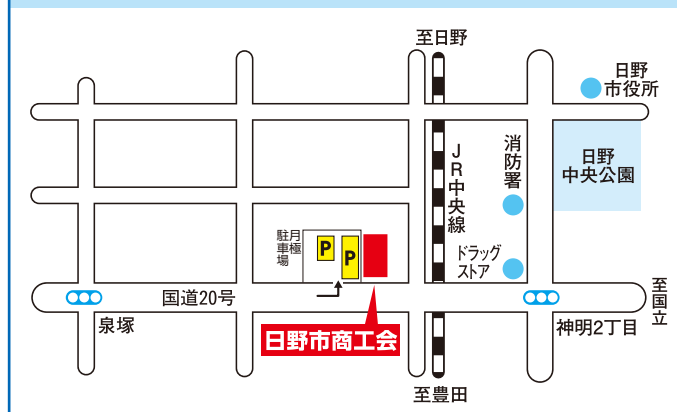 至日野
日野
市役所
JR中央線
消防署
日野
中央公園
月極
駐車場
P
P
ドラッグ
ストア
国道20号
至国立
泉塚
日野市商工会
神明2丁目
至豊田